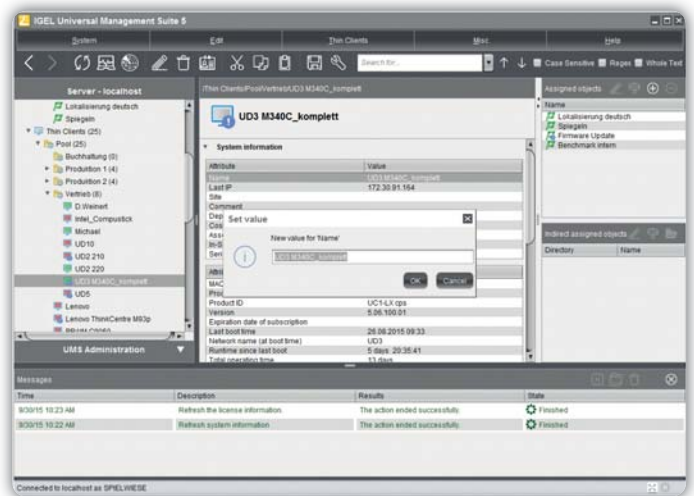 IGEL Universal Management Suite 5
System Edit Thin Clients Misc Help
Search for...
Case Sensitive Regex Whole Text
Server - localhost
Lokalisierung deutsch
Spiegeln
Thin Clients (25)
Pool (25)
Buchhaltung (0)
Produktion 1 (4)
Produktion 2 (4)
Vertrieb (8)
D.Weinert
Intel_Compustick
Michael
UD10
UD2 210
UD2 220
UD3 M340C_komplett
UD5
Lenovo
Lenovo ThinkCentre M93p
UMS Administration
/Thin Clients/Pool/Vertrieb/UD3 M340C_komplett
UD3 M340C_komplett
System information
Attribute Value
Name UD3 M340C_komplett
Last IP 172.30.91.164
Site
Comment
Set value
New value for 'Name'
UD3 M340C_komplett
OK Cancel
Product ID UC1-LX cps
Version 5.06.100.01
Expiration date of subscription
Last boot time 26.08.2015 09:33
Network name (at boot time) UD3
Runtime since last boot 5 days 20:35:41
Total operating time 13 days
Assigned objects
Name
Lokalisierung deutsch
Spiegeln
Firmware Update
Benchmark intern
Indirect assigned objects
Directory Name
Messages
Time Description Results State
9/30/15 10:23 AM Refresh the license information. The action ended successfully. Finished
9/30/15 10:22 AM Refresh system information The action ended successfully. Finished
Connected to localhost as SPIELWIESE